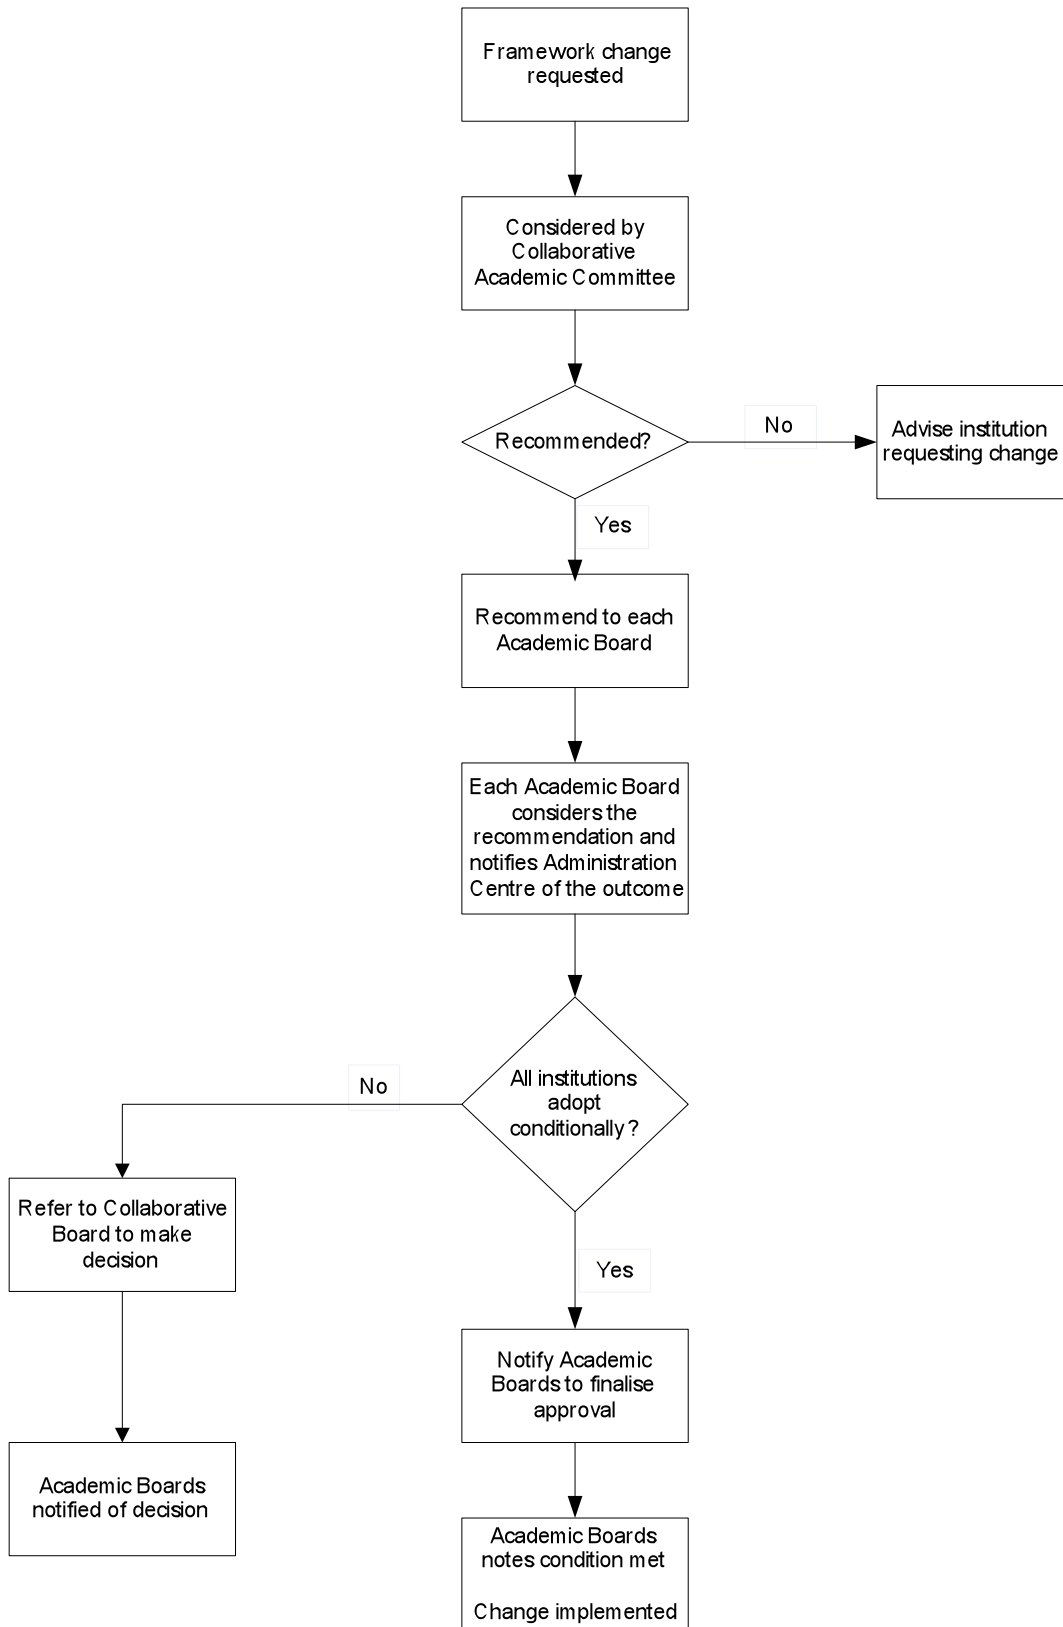 Framework change
requested
Considered by
Collaborative
Academic Committee
Recommended?
No
Advise institution
requesting change
Yes
Recommend to each
Academic Board
Each Academic Board
considers the
recommendation and
notifies Administration
Centre of the outcome
All institutions
adopt
conditionally?
No
Refer to Collaborative
Board to make
decision
Yes
Notify Academic
Boards to finalise
approval
Academic Boards
notified of decision
Academic Boards
notes condition met
Change implemented